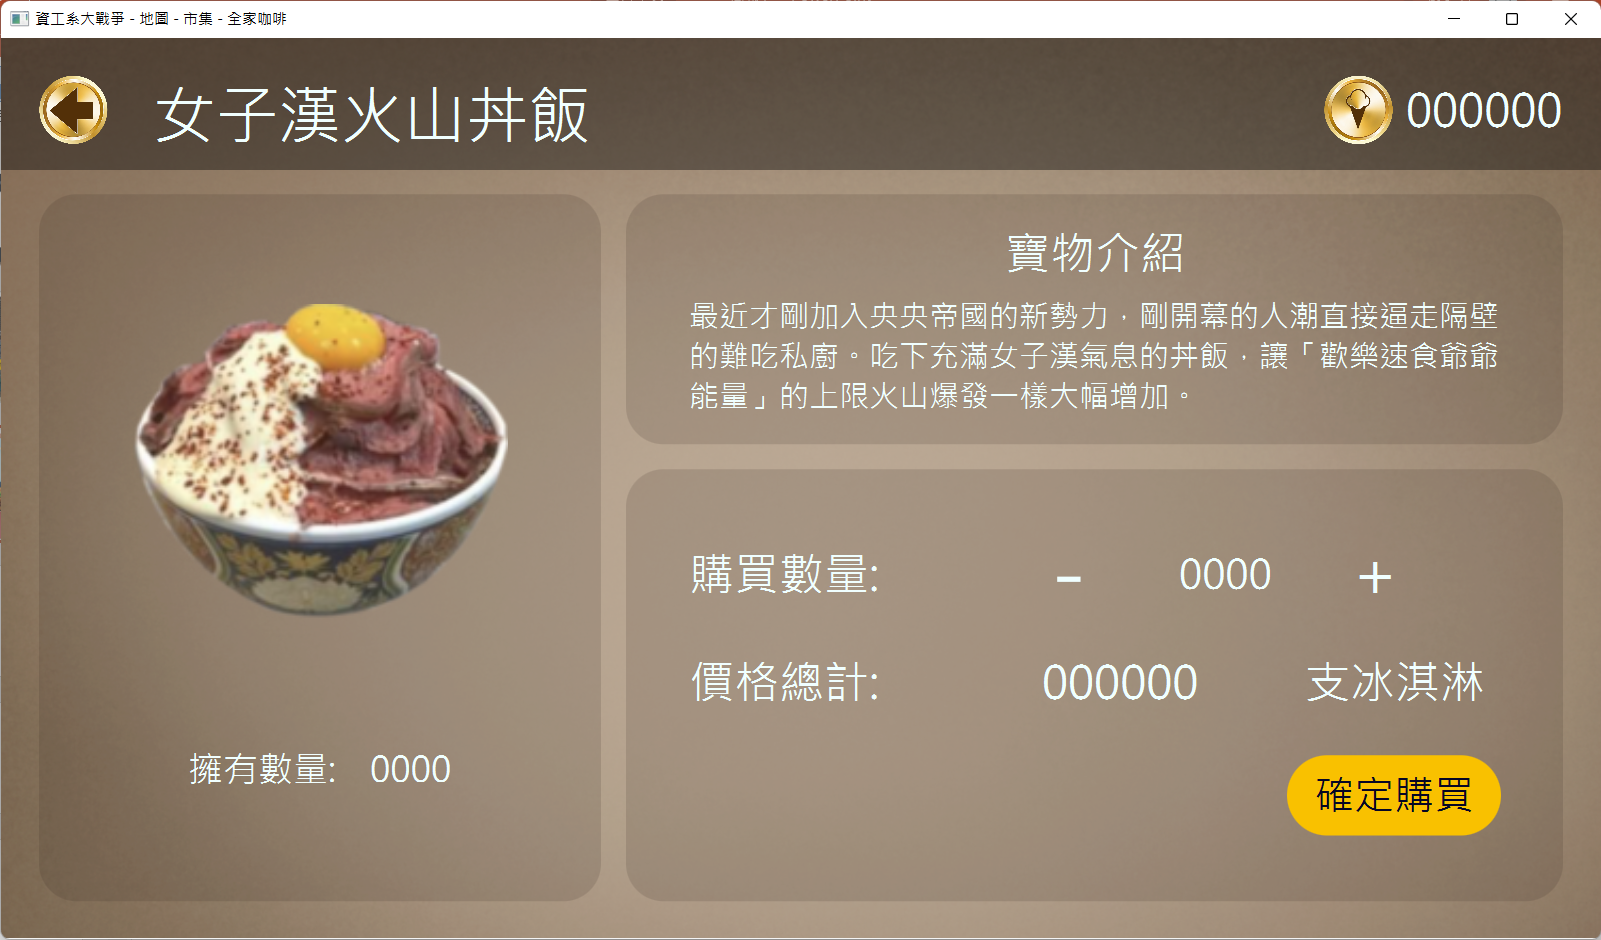 資工系大戰爭 - 地圖 - 市集 - 全家咖啡
女子漢火山丼飯
000000
寶物介紹
最近才剛加入央央帝國的新勢力，剛開幕的人潮直接逼走隔壁
的難吃私廚。吃下充滿女子漢氣息的丼飯，讓「歡樂速食爺爺
能量」的上限火山爆發一樣大幅增加。
購買數量:
-
0000
+
價格總計:
000000
支冰淇淋
擁有數量:
0000
確定購買